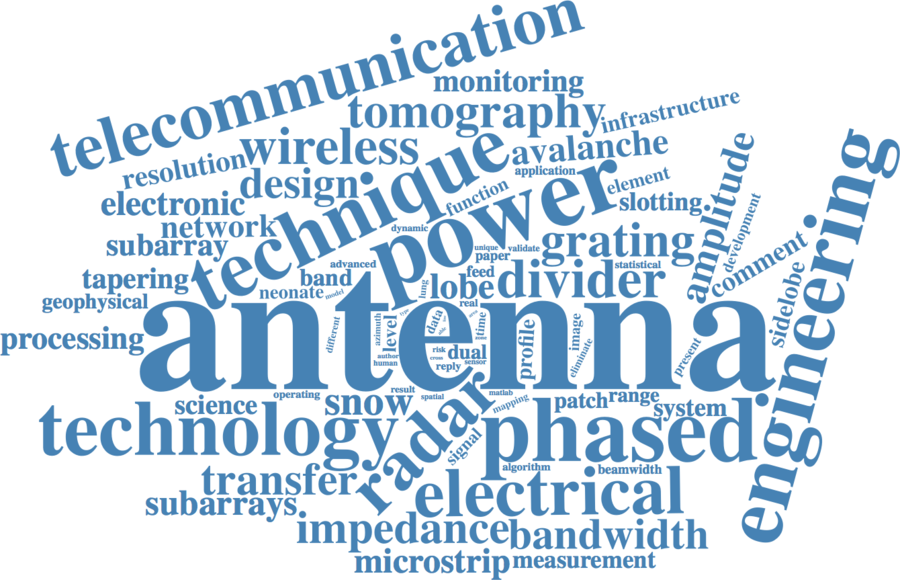 telecommunication
monitoring
tomography
infrastructure
resolution
wireless
technique
avalanche
application
electronic
design
function
power
element
slotting
amplitude
development
engineering
network
subarray
dynamic
unique
validate
paper
grating
comment
tapering
band
advanced
neonate
model
lung
feed
lobe
real
divider
statistical
sidelobe
geophysical
processing
antenna
different
azimuth
level
data
time
profile
image
eliminate
present
author
human
risk
cross
dual
reply
sensor
science
operating
snow
result
spatial
radar
matlab
mapping
patch
range
system
technology
signal
phased
algorithm
beamwidth
transfer
subarrays
electrical
impedance
bandwidth
microstrip
measurement